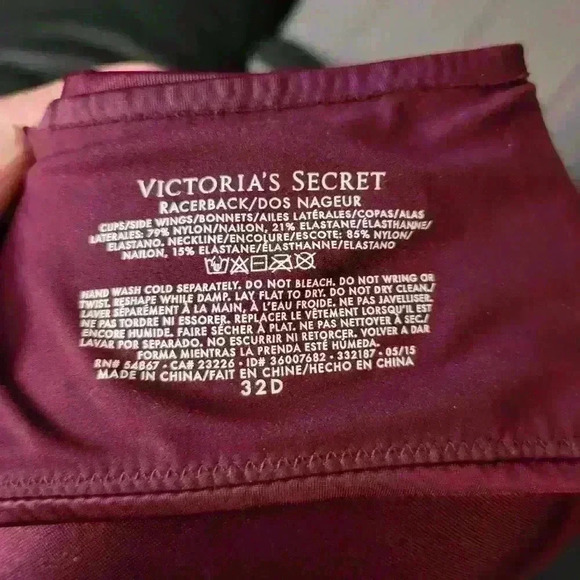 VICTORIA'S SECRET
RACERBACK/DOS NAGEUR
CUPS/SIDE WINGS/BONNETS/AILES LATÉRALES/COPAS/ALAS
LATERALES: 79% NYLON/NAILON, 21% ELASTANE/ÉLASTHANNE/
ELASTANO. NECKLINE/ENCOLURE/ESCOTE: 85% NYLON/
NAILON, 15% ELASTANE/ÉLASTHANNE/ELASTANO
HAND WASH COLD SEPARATELY. DO NOT BLEACH. DO NOT WRING OR
TWIST. RESHAPE WHILE DAMP. LAY FLAT TO DRY. DO NOT DRY CLEAN./
LAVER SÉPARÉMENT À LA MAIN, À L'EAU FROIDE. NE PAS JAVELLISER.
NE PAS TORDRE NI ESSORER. REPLACER LE VÊTEMENT LORSQU'IL EST
ENCORE HUMIDE. FAIRE SÉCHER À PLAT. NE PAS NETTOYER À SEC./
LAVAR POR SEPARADO. NO ESCURRIR NI RETORCER. VOLVER A DAR
FORMA MIENTRAS LA PRENDA ESTÉ HÚMEDA.
RN# 54867 • CA# 23226 • ID# 36007682 • 332187 • 05/15
MADE IN CHINA/FAIT EN CHINE/HECHO EN CHINA
32D